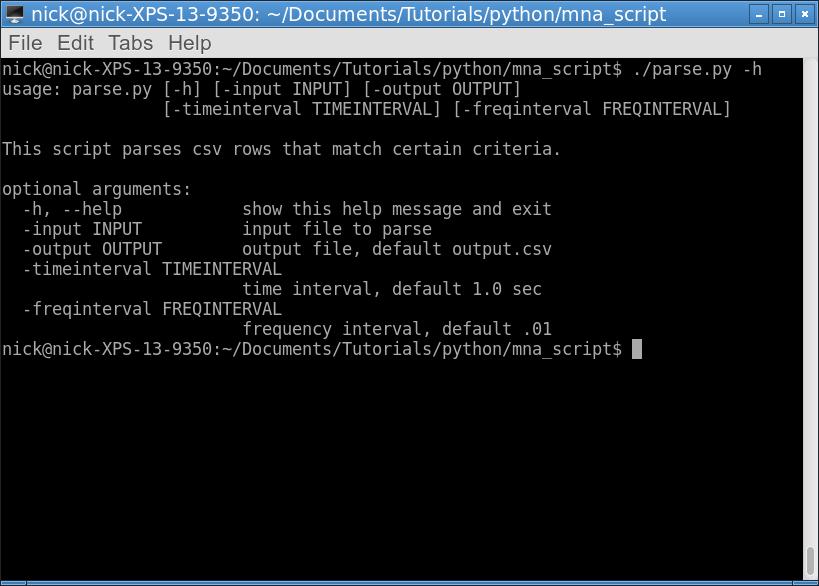 nick@nick-XPS-13-9350: ~/Documents/Tutorials/python/mna_script
File Edit Tabs Help
nick@nick-XPS-13-9350:~/Documents/Tutorials/python/mna_script$ ./parse.py -h
usage: parse.py [-h] [-input INPUT] [-output OUTPUT]
                [-timeinterval TIMEINTERVAL] [-freqinterval FREQINTERVAL]

This script parses csv rows that match certain criteria.

optional arguments:
  -h, --help            show this help message and exit
  -input INPUT          input file to parse
  -output OUTPUT        output file, default output.csv
  -timeinterval TIMEINTERVAL
                        time interval, default 1.0 sec
  -freqinterval FREQINTERVAL
                        frequency interval, default .01
nick@nick-XPS-13-9350:~/Documents/Tutorials/python/mna_script$